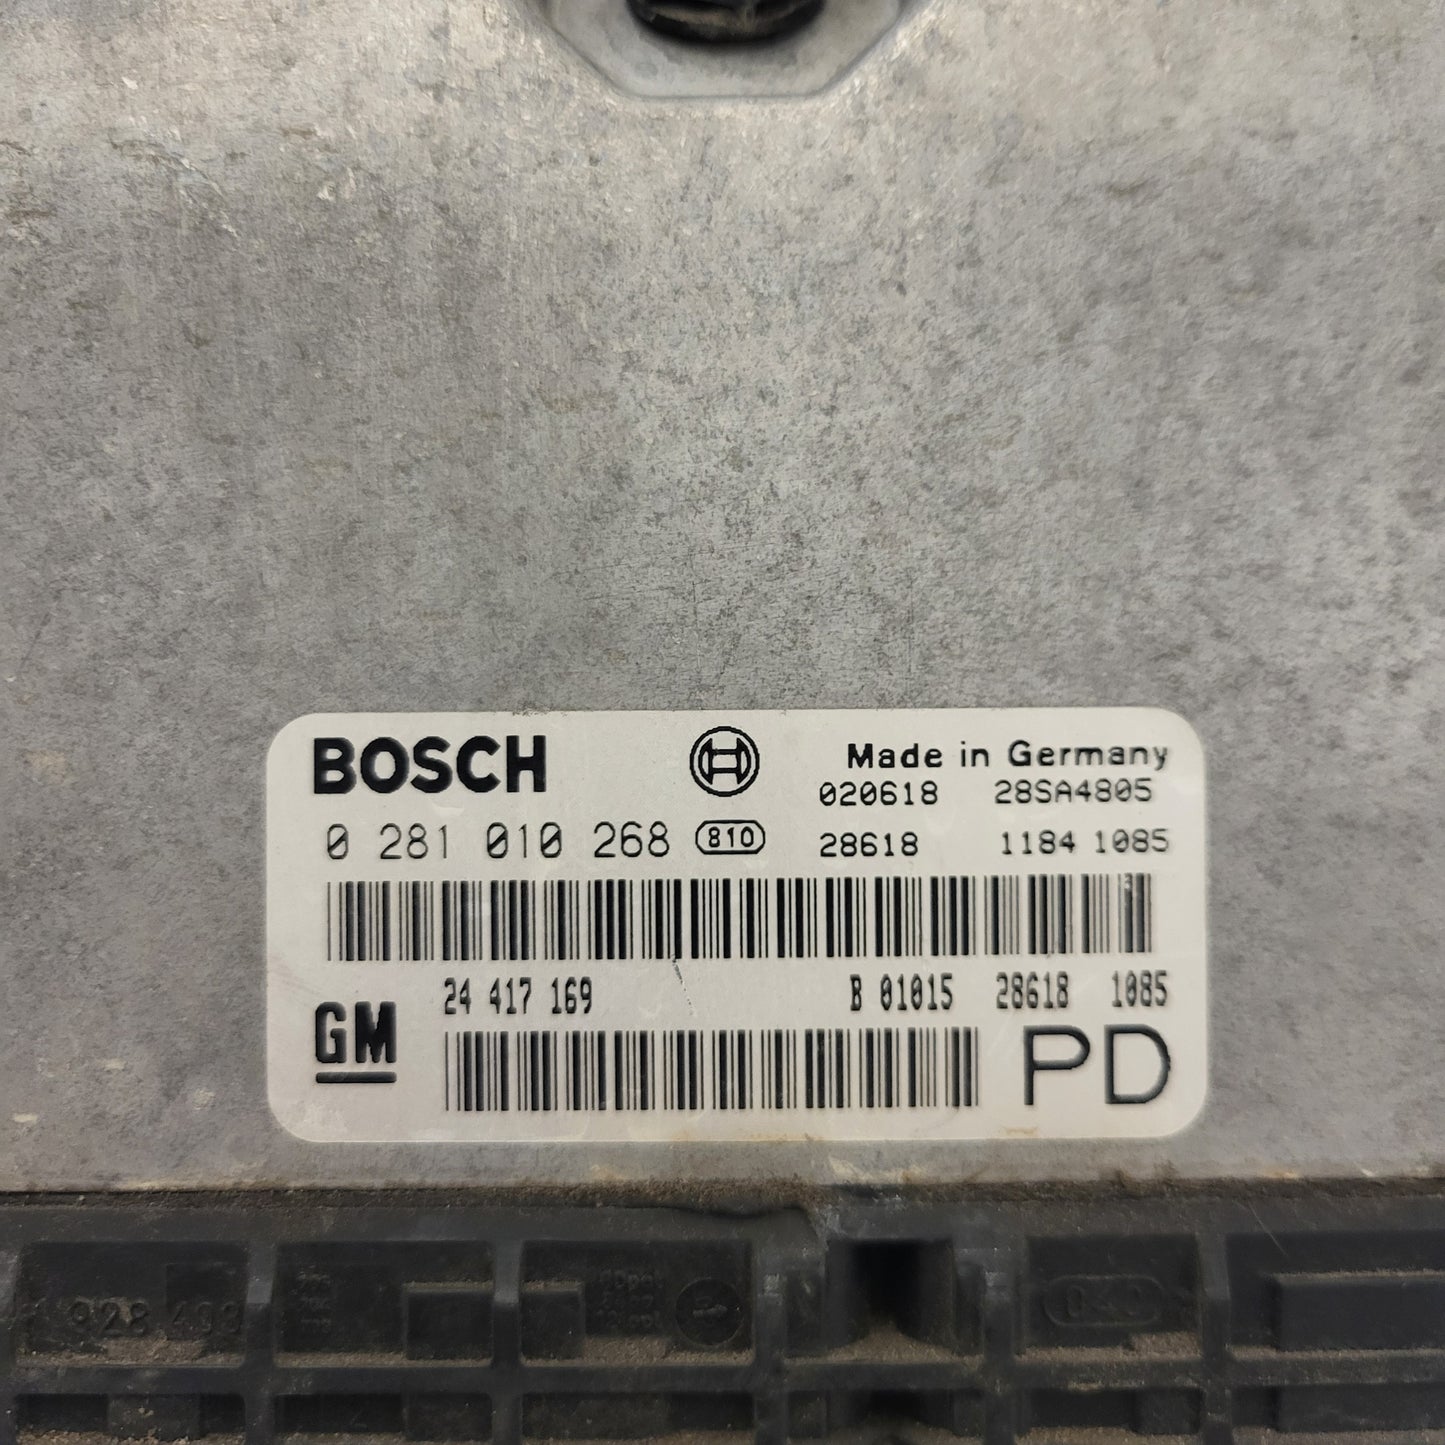 BOSCH
Made in Germany
020618 28SA4805
0 281 010 268 810 28618 1184 1085
24 417 169 B 01015 28618 1085
GM
PD